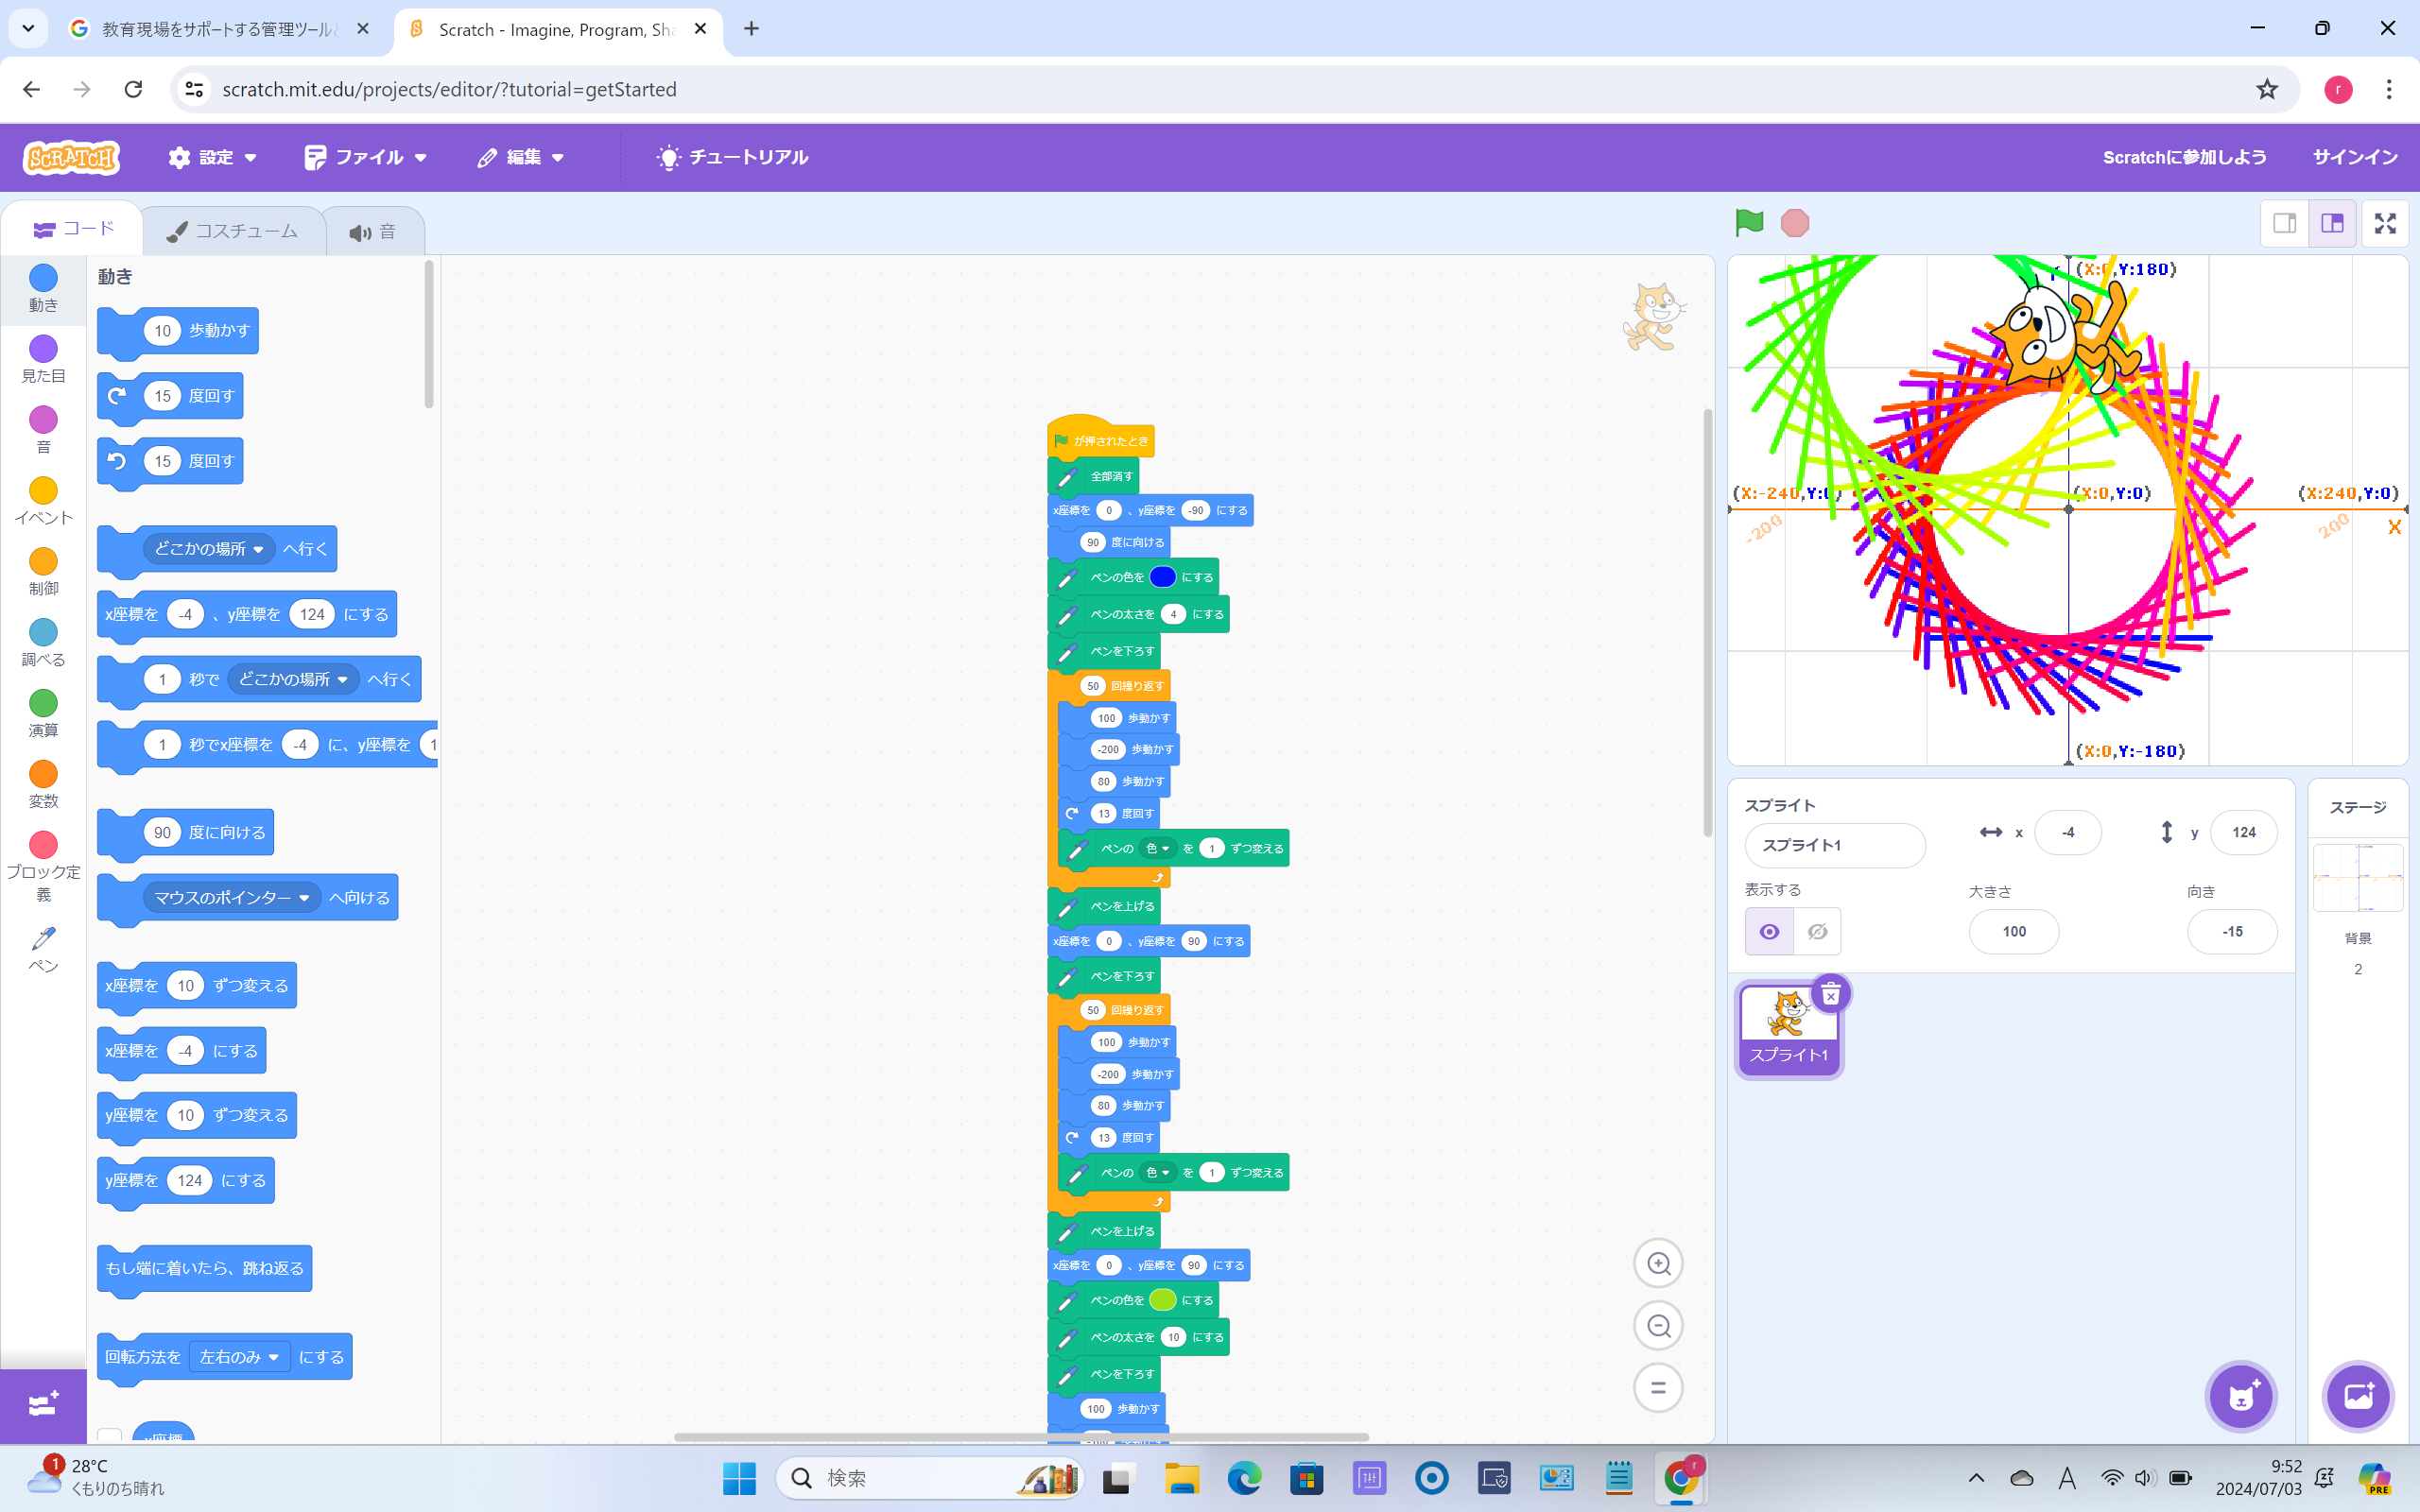 教育現場をサポートする管理ツール
Scratch - Imagine, Program, Sha
scratch.mit.edu/projects/editor/?tutorial=getStarted
r
SCRATCH
設定
ファイル
編集
チュートリアル
Scratchに参加しよう
サインイン
コード
コスチューム
音
動き
見た目
音
イベント
制御
調べる
演算
変数
ブロック定義
ペン
動き
10 歩動かす
15 度回す
15 度回す
どこかの場所 へ行く
x座標を -4 、y座標を 124 にする
1 秒で どこかの場所 へ行く
1 秒でx座標を -4 に、y座標を 1
90 度に向ける
マウスのポインター へ向ける
x座標を 10 ずつ変える
x座標を -4 にする
y座標を 10 ずつ変える
y座標を 124 にする
もし端に着いたら、跳ね返る
回転方法を 左右のみ にする
x座標
が押されたとき
全部消す
x座標を 0 、y座標を -90 にする
90 度に向ける
ペンの色を にする
ペンの太さを 4 にする
ペンを下ろす
50 回繰り返す
100 歩動かす
-200 歩動かす
80 歩動かす
13 度回す
ペンの 色 を 1 ずつ変える
ペンを上げる
x座標を 0 、y座標を 90 にする
ペンを下ろす
50 回繰り返す
100 歩動かす
-200 歩動かす
80 歩動かす
13 度回す
ペンの 色 を 1 ずつ変える
ペンを上げる
x座標を 0 、y座標を 90 にする
ペンの色を にする
ペンの太さを 10 にする
ペンを下ろす
100 歩動かす
(X:0,Y:180)
(X:-240,Y:0)
(X:0,Y:0)
(X:240,Y:0)
-200
200
X
(X:0,Y:-180)
スプライト
スプライト1
x -4
y 124
表示する
大きさ
100
向き
-15
スプライト1
ステージ
背景
2
1
28°C
くもりのち晴れ
検索
r
A
9:52
2024/07/03
PRE